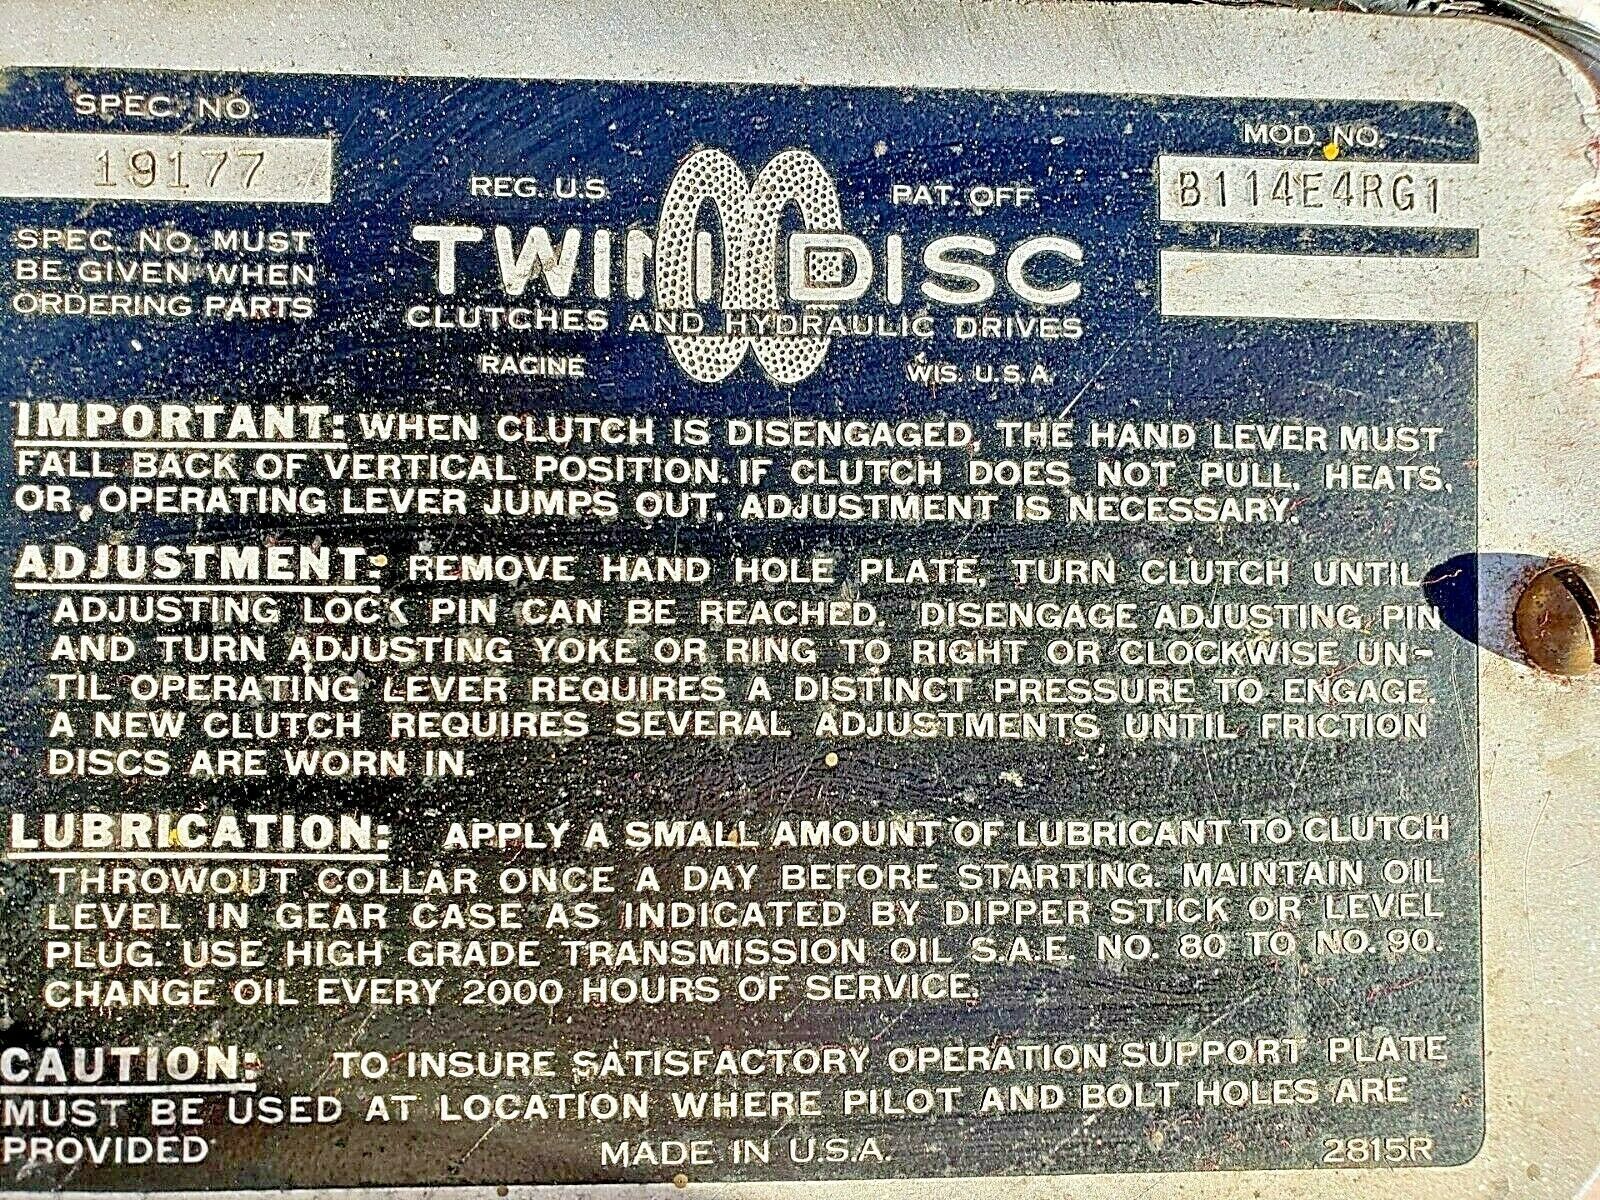 SPEC. NO.
19177
SPEC. NO. MUST
BE GIVEN WHEN
ORDERING PARTS
REG. U.S. PAT. OFF.
TWIN DISC
CLUTCHES AND HYDRAULIC DRIVES
RACINE WIS. U.S.A.
MOD. NO.
B114E4RG1
IMPORTANT: WHEN CLUTCH IS DISENGAGED, THE HAND LEVER MUST
FALL BACK OF VERTICAL POSITION. IF CLUTCH DOES NOT PULL, HEATS,
OR, OPERATING LEVER JUMPS OUT, ADJUSTMENT IS NECESSARY.
ADJUSTMENT: REMOVE HAND HOLE PLATE, TURN CLUTCH UNTIL
ADJUSTING LOCK PIN CAN BE REACHED. DISENGAGE ADJUSTING PIN
AND TURN ADJUSTING YOKE OR RING TO RIGHT OR CLOCKWISE UN-
TIL OPERATING LEVER REQUIRES A DISTINCT PRESSURE TO ENGAGE.
A NEW CLUTCH REQUIRES SEVERAL ADJUSTMENTS UNTIL FRICTION
DISCS ARE WORN IN.
LUBRICATION: APPLY A SMALL AMOUNT OF LUBRICANT TO CLUTCH
THROWOUT COLLAR ONCE A DAY BEFORE STARTING. MAINTAIN OIL
LEVEL IN GEAR CASE AS INDICATED BY DIPPER STICK OR LEVEL
PLUG. USE HIGH GRADE TRANSMISSION OIL S.A.E. NO. 80 TO NO. 90.
CHANGE OIL EVERY 2000 HOURS OF SERVICE.
CAUTION: TO INSURE SATISFACTORY OPERATION SUPPORT PLATE
MUST BE USED AT LOCATION WHERE PILOT AND BOLT HOLES ARE
PROVIDED
MADE IN U.S.A. 2815R